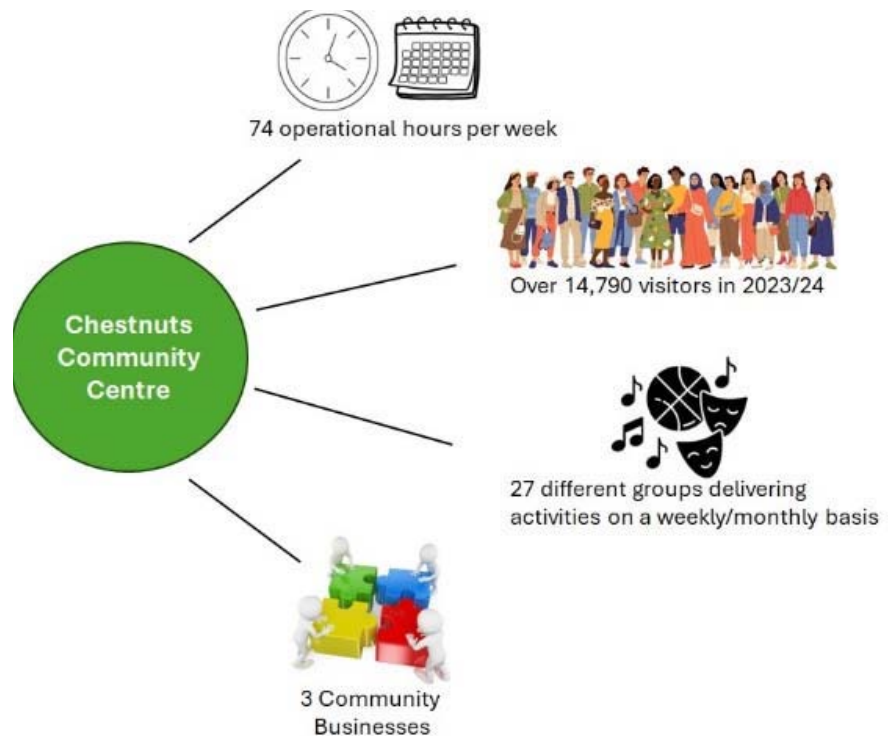 74 operational hours per week
Over 14,790 visitors in 2023/24
Chestnuts
Community
Centre
27 different groups delivering
activities on a weekly/monthly basis
3 Community
Businesses